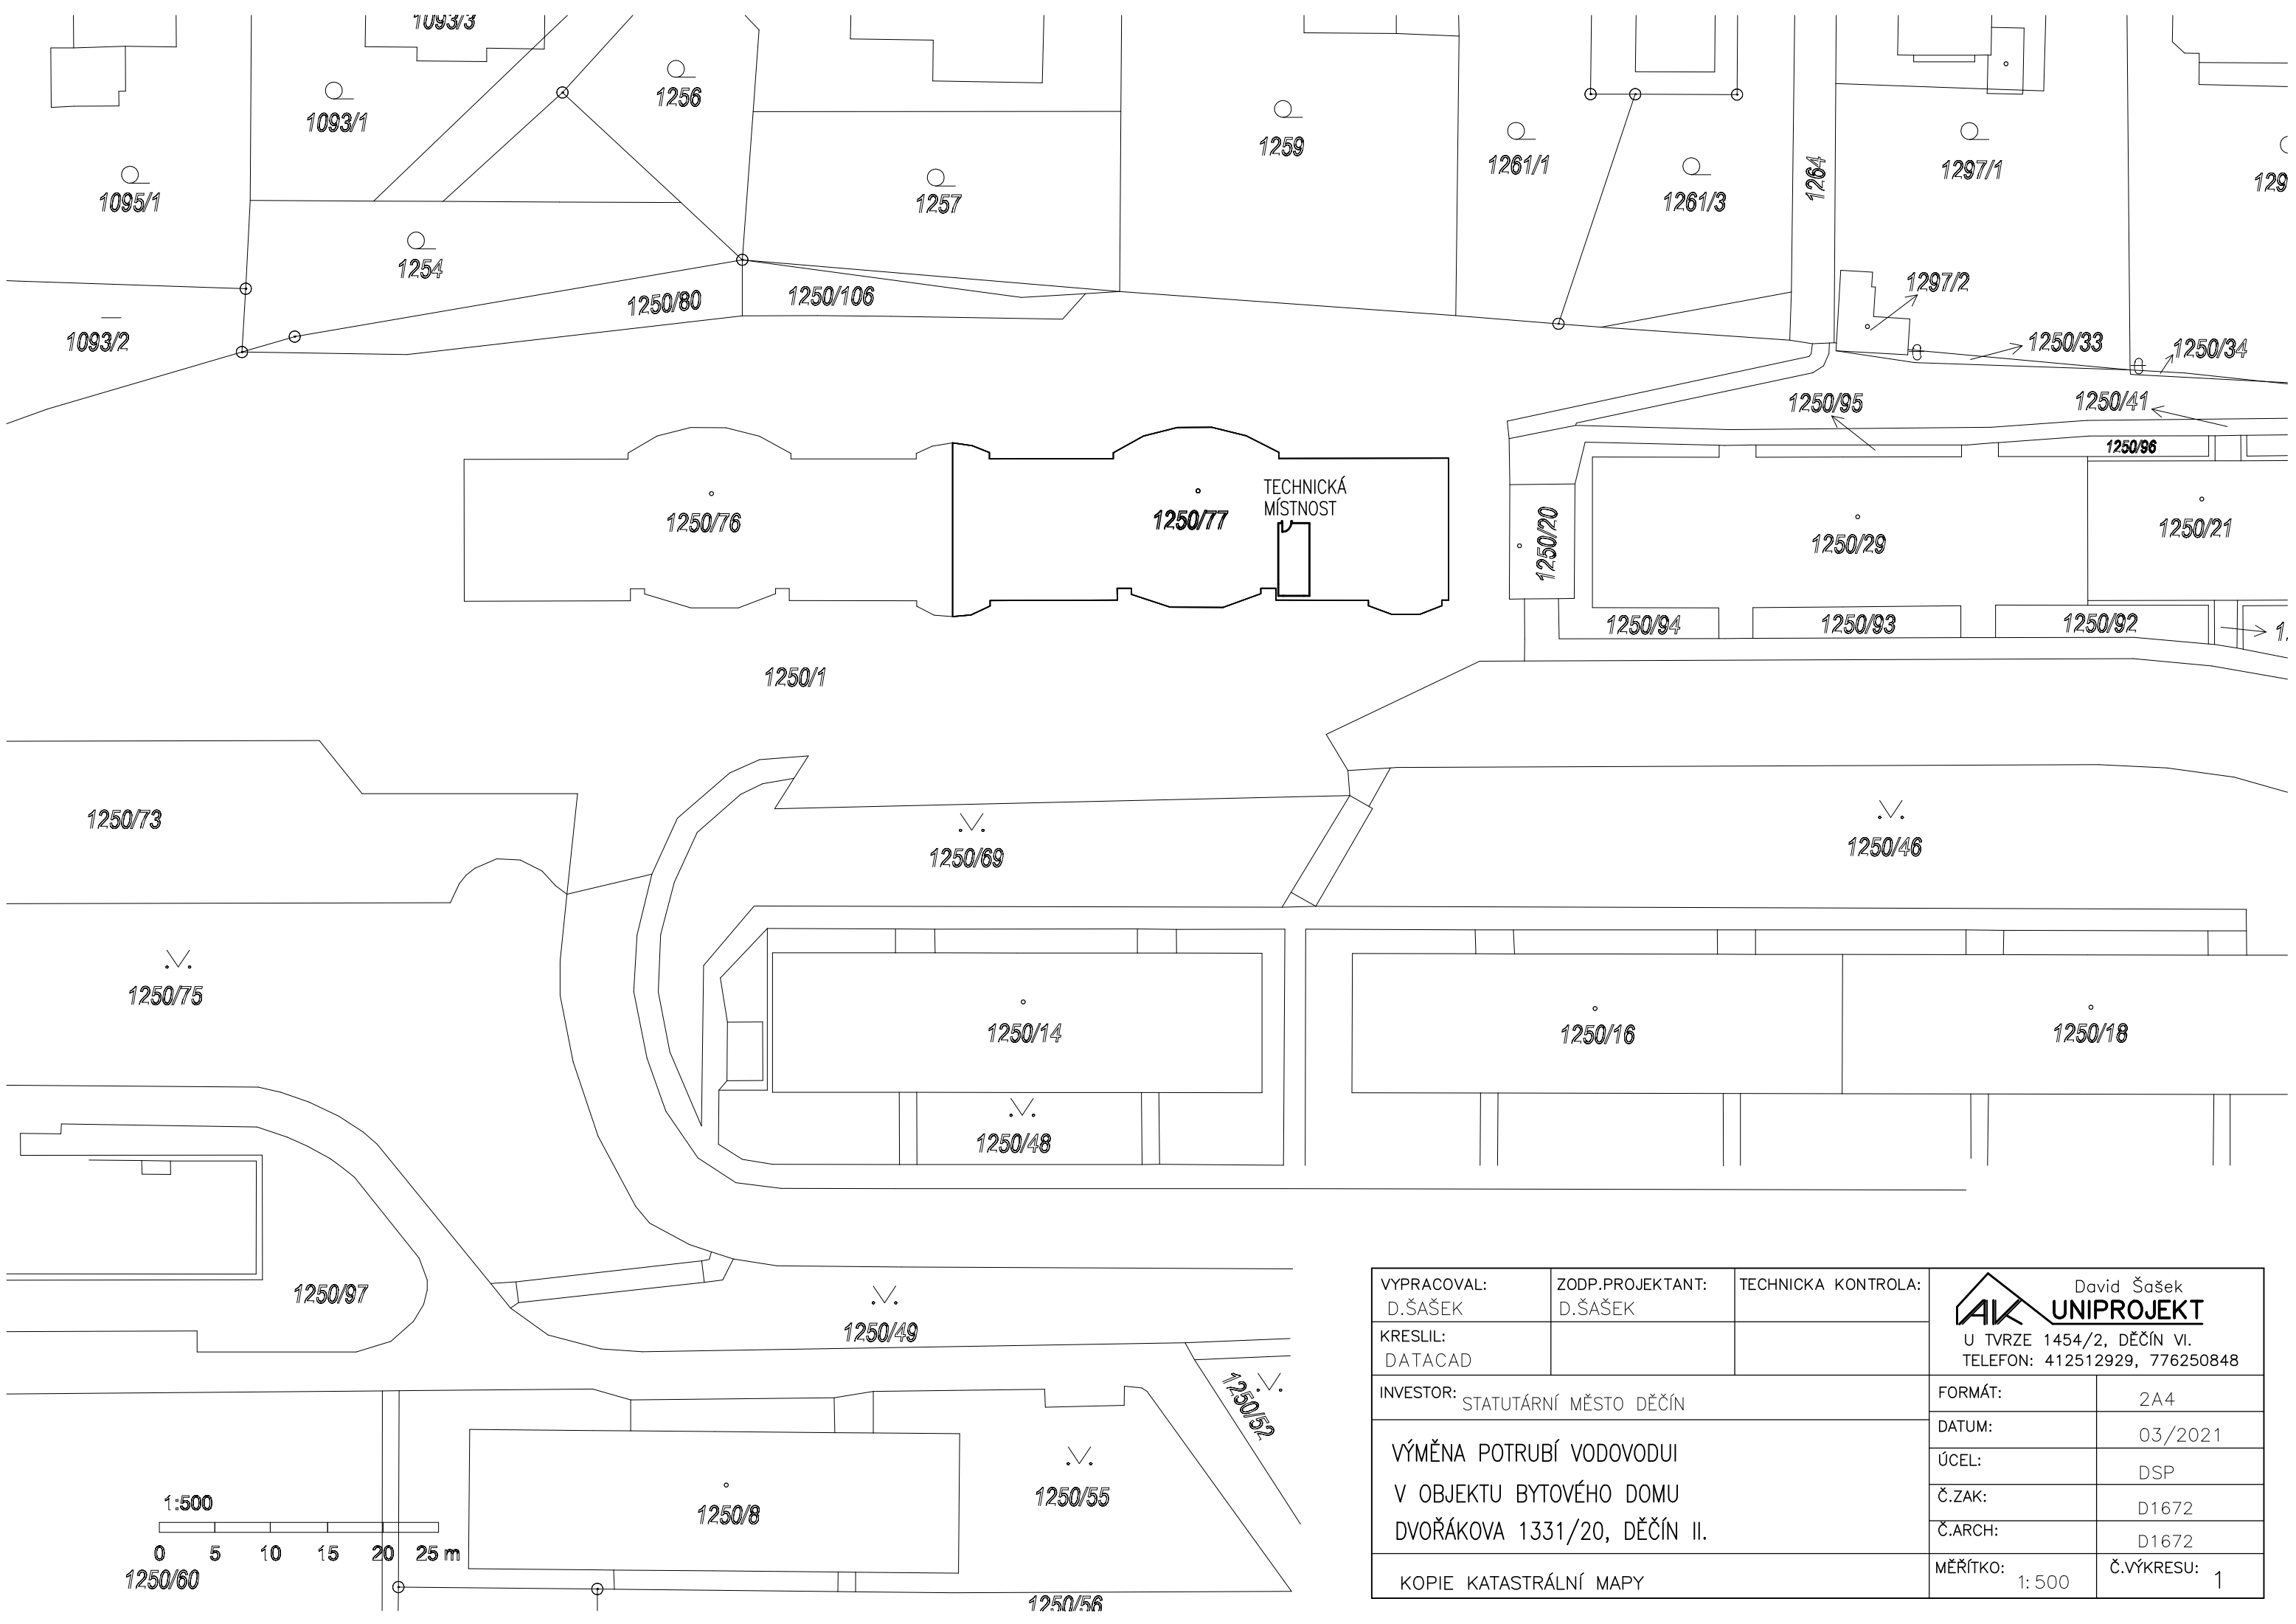 1093/3
1256
1093/1
1259
1261/1
1264
1297/1
1095/1
1257
1261/3
1254
1297/2
1250/80
1250/106
1093/2
1250/33
1250/34
1250/95
1250/41
1250/96
TECHNICKÁ
MÍSTNOST
1250/76
1250/77
1250/20
1250/29
1250/21
1250/94
1250/93
1250/92
1250/1
1250/73
1250/69
1250/46
1250/75
1250/14
1250/16
1250/18
1250/48
1250/97
1250/49
1250/52
1250/55
1250/8
1:500
0 5 10 15 20 25 m
1250/60
1250/56
VYPRACOVAL:
D.ŠAŠEK
ZODP.PROJEKTANT:
D.ŠAŠEK
TECHNICKA KONTROLA:
KRESLIL:
DATACAD
David Šašek
AK UNIPROJEKT
U TVRZE 1454/2, DĚČÍN VI.
TELEFON: 412512929, 776250848
INVESTOR: STATUTÁRNÍ MĚSTO DĚČÍN
VÝMĚNA POTRUBÍ VODOVODUI
V OBJEKTU BYTOVÉHO DOMU
DVOŘÁKOVA 1331/20, DĚČÍN II.
KOPIE KATASTRÁLNÍ MAPY
FORMÁT: 2A4
DATUM: 03/2021
ÚCEL: DSP
Č.ZAK: D1672
Č.ARCH: D1672
MĚŘÍTKO: 1:500
Č.VÝKRESU: 1